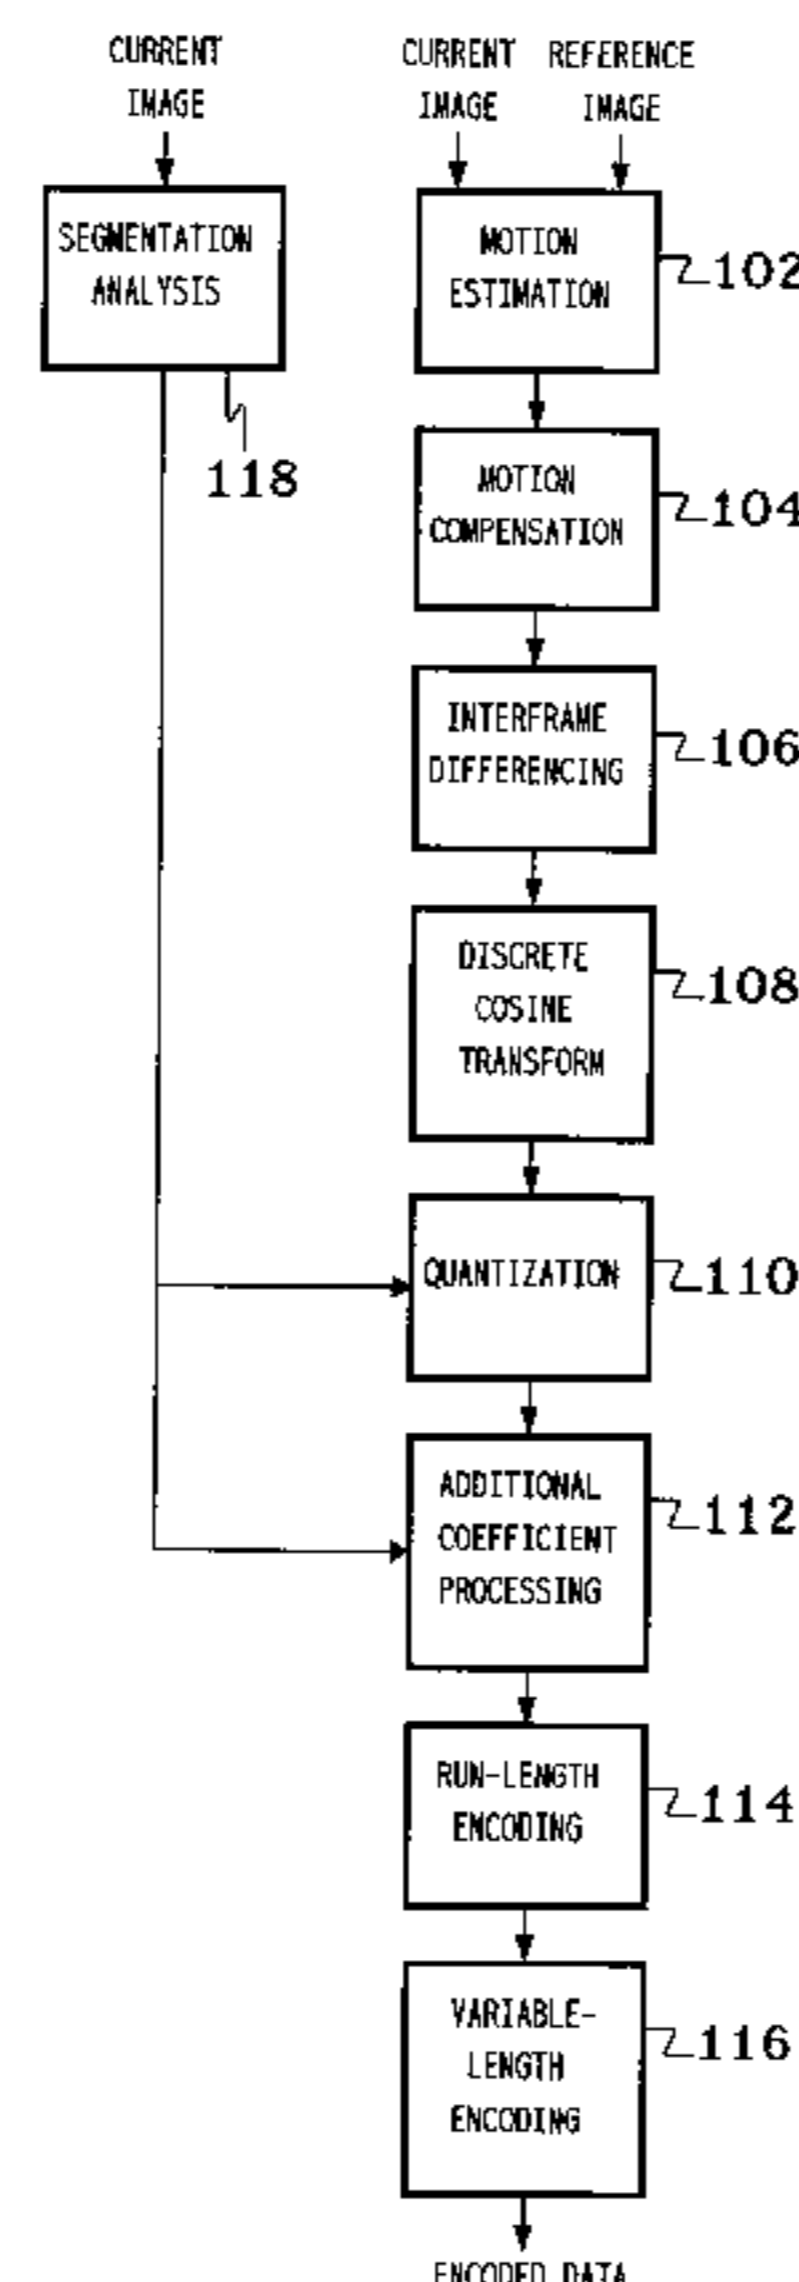 CURRENT
IMAGE
CURRENT
IMAGE
REFERENCE
IMAGE
SEGMENTATION
ANALYSIS
118
MOTION
ESTIMATION
102
MOTION
COMPENSATION
104
INTERFRAME
DIFFERENCING
106
DISCRETE
COSINE
TRANSFORM
108
QUANTIZATION
110
ADDITIONAL
COEFFICIENT
PROCESSING
112
RUN-LENGTH
ENCODING
114
VARIABLE-
LENGTH
ENCODING
116
ENCODED DATA